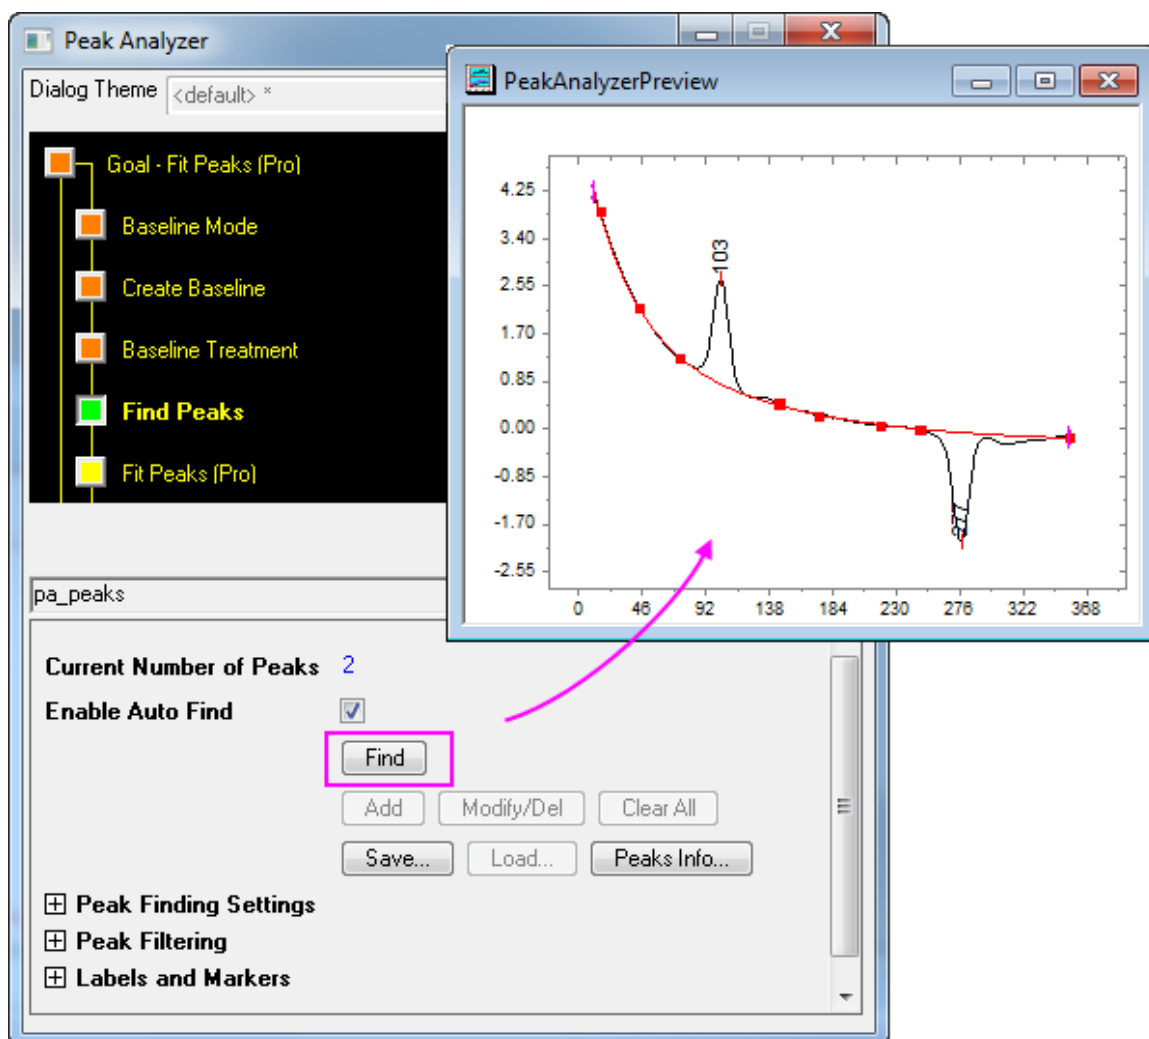 Peak Analyzer
Dialog Theme <default> *
Goal - Fit Peaks (Pro)
Baseline Mode
Create Baseline
Baseline Treatment
Find Peaks
Fit Peaks (Pro)
PeakAnalyzerPreview
4.25
3.40
2.55
1.70
0.85
0.00
-0.85
-1.70
-2.55
103
0 46 92 138 184 230 276 322 368
pa_peaks
Current Number of Peaks 2
Enable Auto Find
Find
Add Modify/Del Clear All
Save... Load... Peaks Info...
Peak Finding Settings
Peak Filtering
Labels and Markers